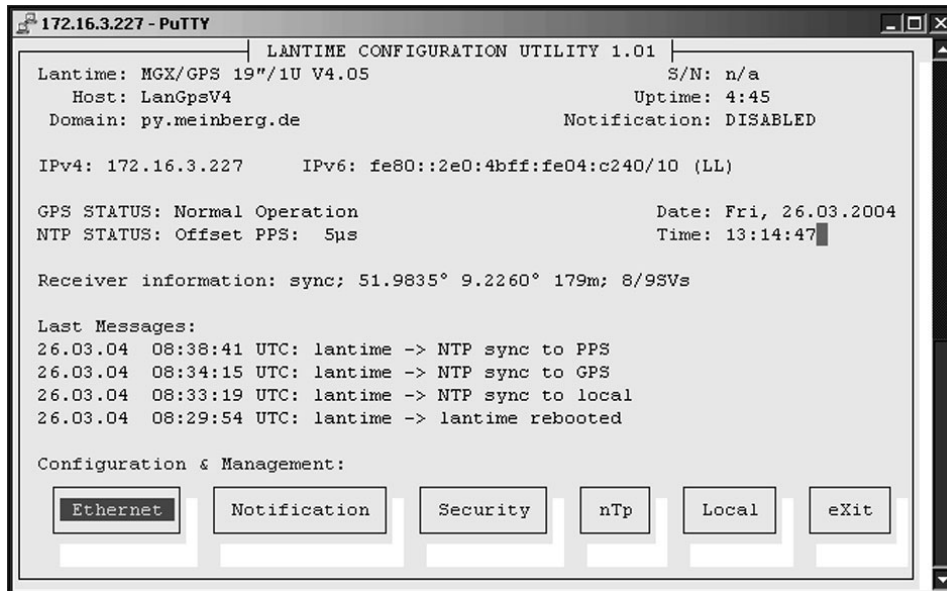 172.16.3.227 - PuTTY
LANTIME CONFIGURATION UTILITY 1.01
Lantime: MGX/GPS 19"/1U V4.05 S/N: n/a
Host: LanGpsV4 Uptime: 4:45
Domain: py.meinberg.de Notification: DISABLED
IPv4: 172.16.3.227 IPv6: fe80::2e0:4bff:fe04:c240/10 (LL)
GPS STATUS: Normal Operation Date: Fri, 26.03.2004
NTP STATUS: Offset PPS: 5µs Time: 13:14:47
Receiver information: sync; 51.9835° 9.2260° 179m; 8/9SVs
Last Messages:
26.03.04 08:38:41 UTC: lantime -> NTP sync to PPS
26.03.04 08:34:15 UTC: lantime -> NTP sync to GPS
26.03.04 08:33:19 UTC: lantime -> NTP sync to local
26.03.04 08:29:54 UTC: lantime -> lantime rebooted
Configuration & Management:
Ethernet Notification Security nTp Local eXit